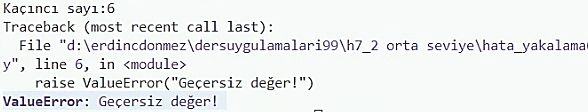 Kaçıncı sayı:6
Traceback (most recent call last):
  File "d:\erdincdonmez\dersuygulamalari99\h7_2 orta seviye\hata_yakalama
y", line 6, in <module>
    raise ValueError("Geçersiz değer!")
ValueError: Geçersiz değer!